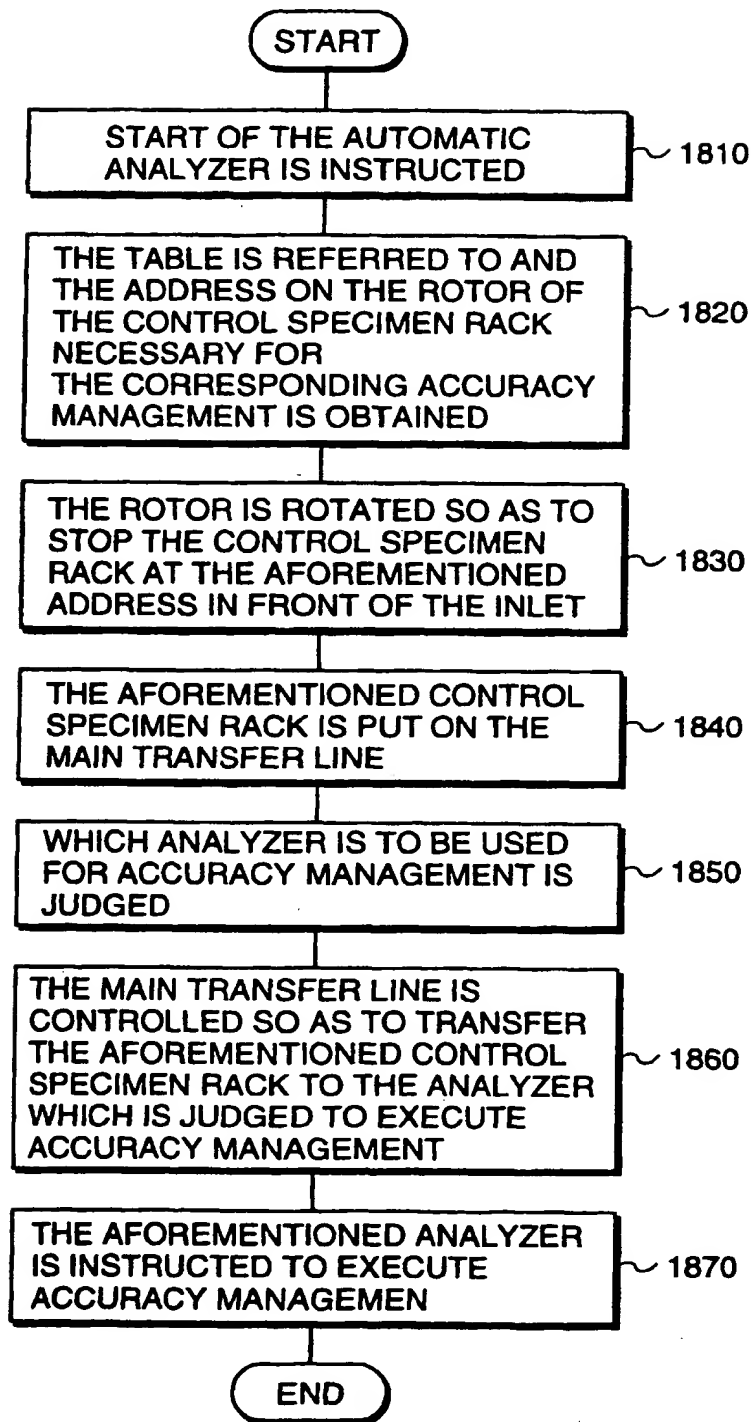 START
START OF THE AUTOMATIC
ANALYZER IS INSTRUCTED
1810
THE TABLE IS REFERRED TO AND
THE ADDRESS ON THE ROTOR OF
THE CONTROL SPECIMEN RACK
NECESSARY FOR
THE CORRESPONDING ACCURACY
MANAGEMENT IS OBTAINED
1820
THE ROTOR IS ROTATED SO AS TO
STOP THE CONTROL SPECIMEN
RACK AT THE AFOREMENTIONED
ADDRESS IN FRONT OF THE INLET
1830
THE AFOREMENTIONED CONTROL
SPECIMEN RACK IS PUT ON THE
MAIN TRANSFER LINE
1840
WHICH ANALYZER IS TO BE USED
FOR ACCURACY MANAGEMENT IS
JUDGED
1850
THE MAIN TRANSFER LINE IS
CONTROLLED SO AS TO TRANSFER
THE AFOREMENTIONED CONTROL
SPECIMEN RACK TO THE ANALYZER
WHICH IS JUDGED TO EXECUTE
ACCURACY MANAGEMENT
1860
THE AFOREMENTIONED ANALYZER
IS INSTRUCTED TO EXECUTE
ACCURACY MANAGEMEN
1870
END